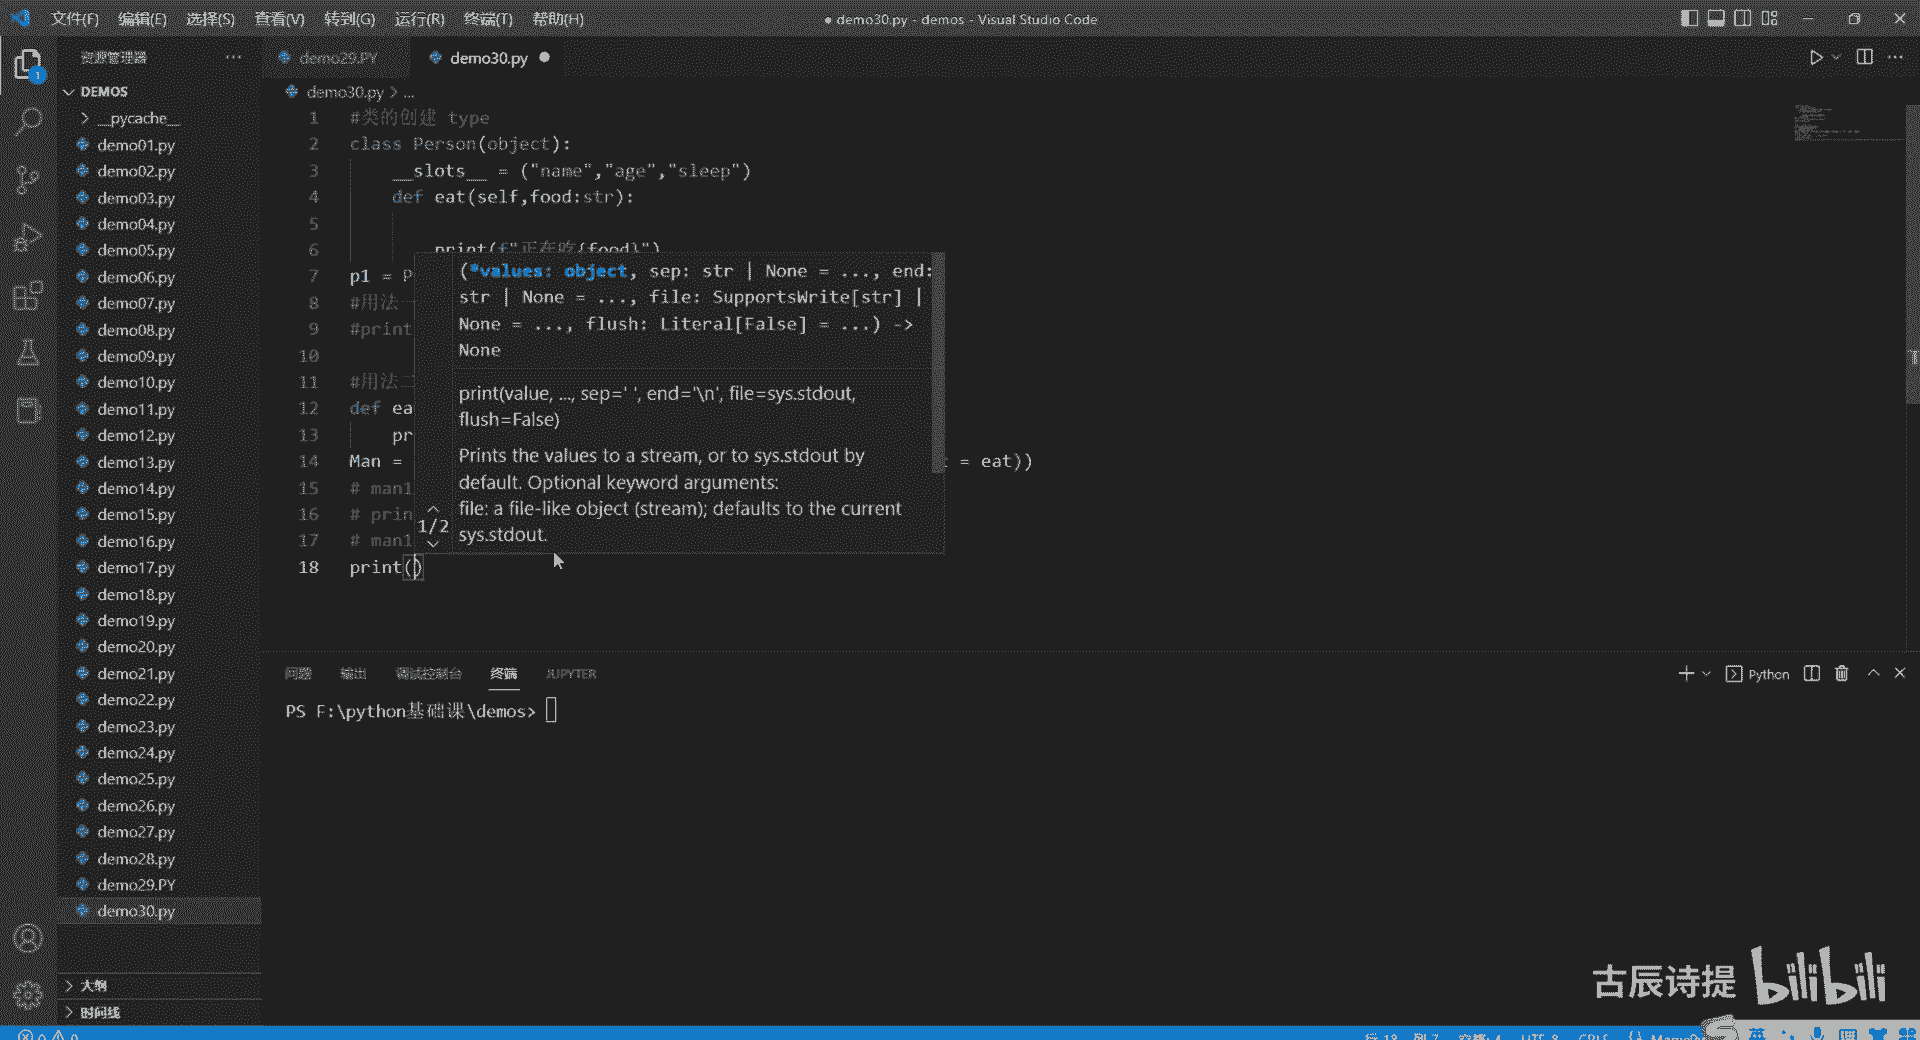 文件(F) 编辑(E) 选择(S) 查看(V) 转到(G) 运行(R) 终端(T) 帮助(H)
● demo30.py - demos - Visual Studio Code
资源管理器 ···
demo29.PY
demo30.py ●
1
DEMOS
demo30.py > ...
__pycache__
demo01.py
demo02.py
demo03.py
demo04.py
demo05.py
demo06.py
demo07.py
demo08.py
demo09.py
demo10.py
demo11.py
demo12.py
demo13.py
demo14.py
demo15.py
demo16.py
demo17.py
demo18.py
demo19.py
demo20.py
demo21.py
demo22.py
demo23.py
demo24.py
demo25.py
demo26.py
demo27.py
demo28.py
demo29.PY
demo30.py
大纲
时间线
1 #类的创建 type
2 class Person(object):
3 __slots__ = ("name","age","sleep")
4 def eat(self,food:str):
5
6 print(f"正在吃{food}")
7 p1 = P
8 #用法
9 #print
10
11 #用法二
12 def ea
13 pr
14 Man = = eat))
15 # man1
16 # prin
17 # man1
18 print()
(*values: object, sep: str | None = ..., end:
str | None = ..., file: SupportsWrite[str] |
None = ..., flush: Literal[False] = ...) ->
None
print(value, ..., sep=' ', end='\n', file=sys.stdout,
flush=False)
Prints the values to a stream, or to sys.stdout by
default. Optional keyword arguments:
file: a file-like object (stream); defaults to the current
1/2
sys.stdout.
问题 输出 调试控制台 终端 JUPYTER
Python
PS F:\python基础课\demos>
古辰诗提 bilibili